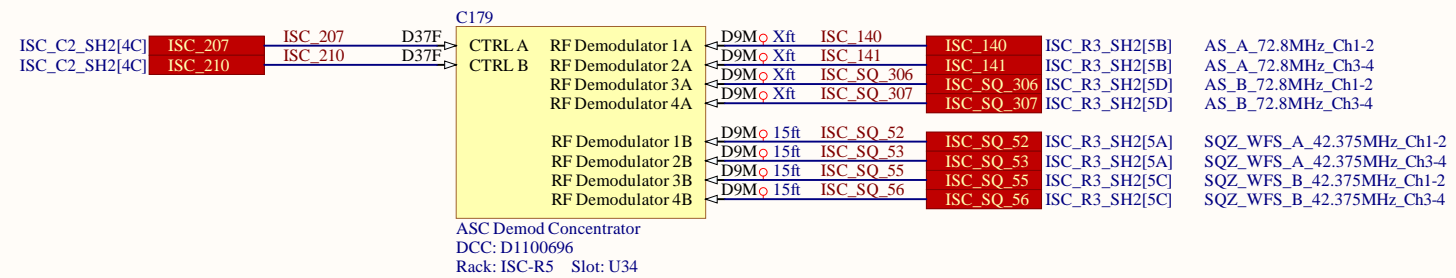 C179
ISC_C2_SH2[4C] ISC_207 ISC_207 D37F CTRL A RF Demodulator 1A D9M Xft ISC_140 ISC_140 ISC_R3_SH2[5B] AS_A_72.8MHz_Ch1-2
ISC_C2_SH2[4C] ISC_210 ISC_210 D37F CTRL B RF Demodulator 2A D9M Xft ISC_141 ISC_141 ISC_R3_SH2[5B] AS_A_72.8MHz_Ch3-4
RF Demodulator 3A D9M Xft ISC_SQ_306 ISC_SQ_306 ISC_R3_SH2[5D] AS_B_72.8MHz_Ch1-2
RF Demodulator 4A D9M Xft ISC_SQ_307 ISC_SQ_307 ISC_R3_SH2[5D] AS_B_72.8MHz_Ch3-4
RF Demodulator 1B D9M 15ft ISC_SQ_52 ISC_SQ_52 ISC_R3_SH2[5A] SQZ_WFS_A_42.375MHz_Ch1-2
RF Demodulator 2B D9M 15ft ISC_SQ_53 ISC_SQ_53 ISC_R3_SH2[5A] SQZ_WFS_A_42.375MHz_Ch3-4
RF Demodulator 3B D9M 15ft ISC_SQ_55 ISC_SQ_55 ISC_R3_SH2[5C] SQZ_WFS_B_42.375MHz_Ch1-2
RF Demodulator 4B D9M 15ft ISC_SQ_56 ISC_SQ_56 ISC_R3_SH2[5C] SQZ_WFS_B_42.375MHz_Ch3-4
ASC Demod Concentrator
DCC: D1100696
Rack: ISC-R5 Slot: U34